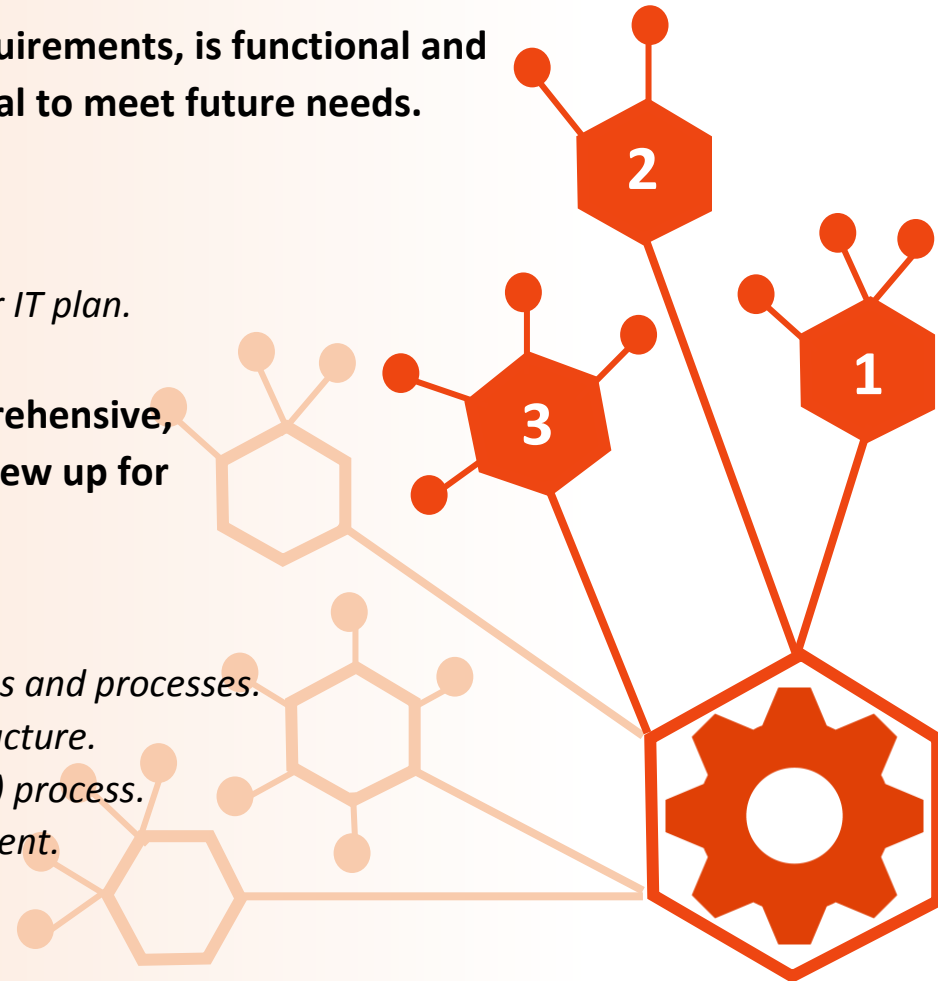 uirements, is functional and
al to meet future needs.
r IT plan.
rehensive,
ew up for
s and processes.
ucture.
) process.
ent.
2
1
3